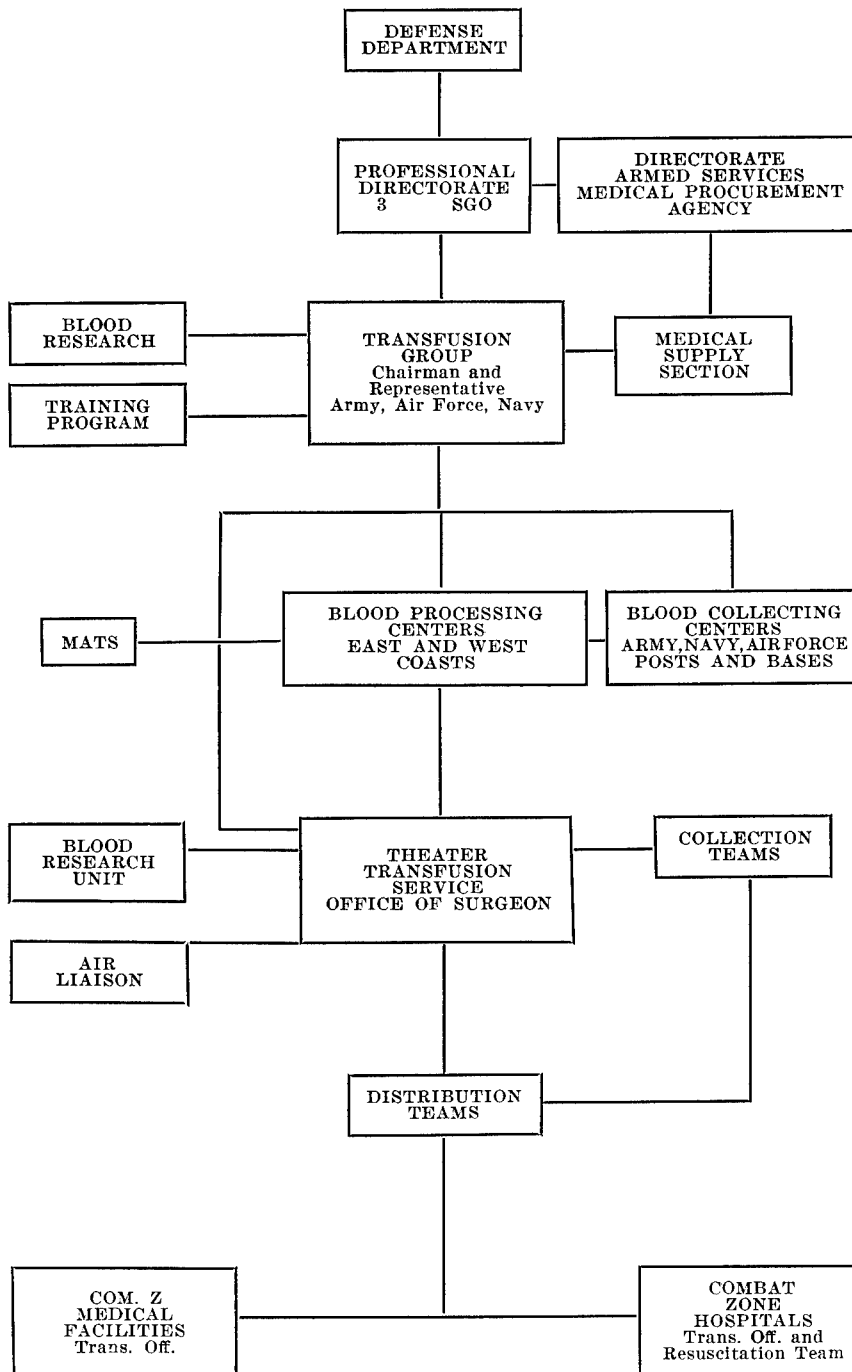 DEFENSE
DEPARTMENT
PROFESSIONAL
DIRECTORATE
3 SGO
DIRECTORATE
ARMED SERVICES
MEDICAL PROCUREMENT
AGENCY
BLOOD
RESEARCH
TRAINING
PROGRAM
TRANSFUSION
GROUP
Chairman and
Representative
Army, Air Force, Navy
MEDICAL
SUPPLY
SECTION
MATS
BLOOD PROCESSING
CENTERS
EAST AND WEST
COASTS
BLOOD COLLECTING
CENTERS
ARMY, NAVY, AIR FORCE
POSTS AND BASES
BLOOD
RESEARCH
UNIT
AIR
LIAISON
THEATER
TRANSFUSION
SERVICE
OFFICE OF SURGEON
COLLECTION
TEAMS
DISTRIBUTION
TEAMS
COM. Z
MEDICAL
FACILITIES
Trans. Off.
COMBAT
ZONE
HOSPITALS
Trans. Off. and
Resuscitation Team